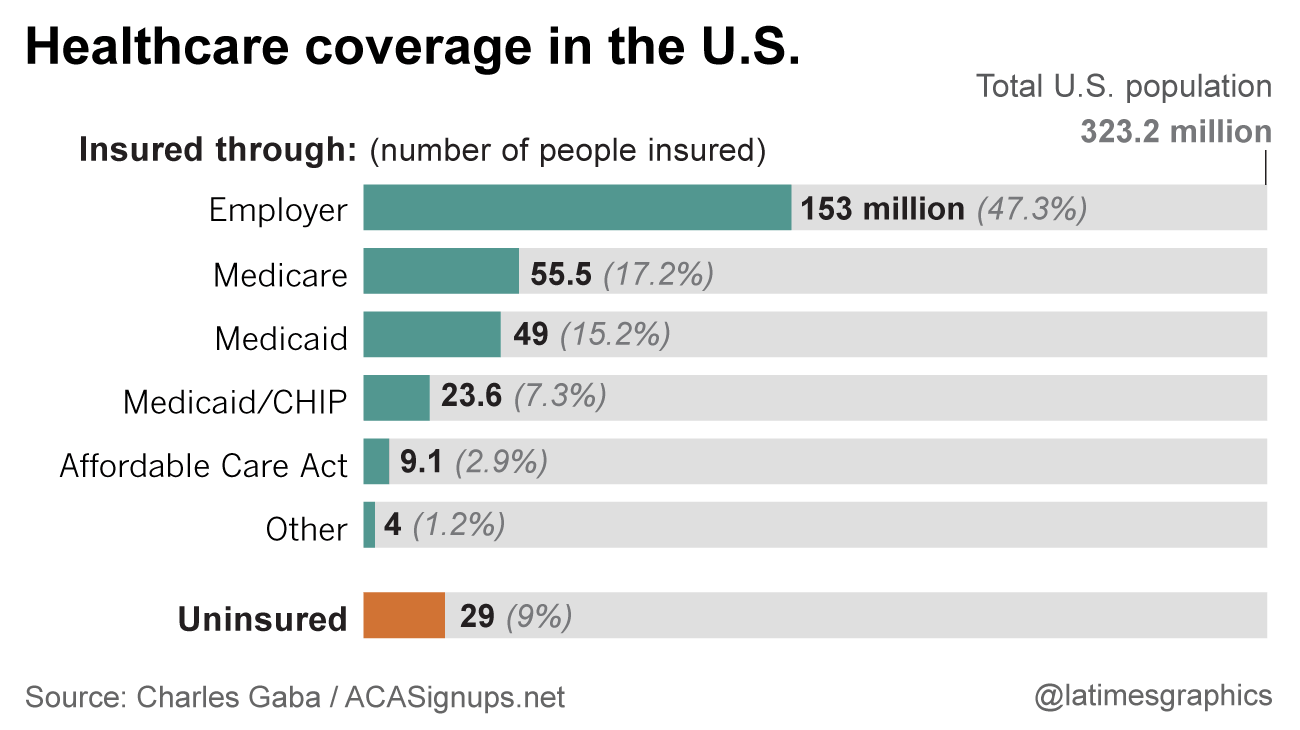 Healthcare coverage in the U.S.
Total U.S. population
323.2 million
Insured through: (number of people insured)
Employer 153 million (47.3%)
Medicare 55.5 (17.2%)
Medicaid 49 (15.2%)
Medicaid/CHIP 23.6 (7.3%)
Affordable Care Act 9.1 (2.9%)
Other 4 (1.2%)
Uninsured 29 (9%)
Source: Charles Gaba / ACASignups.net @latimesgraphics